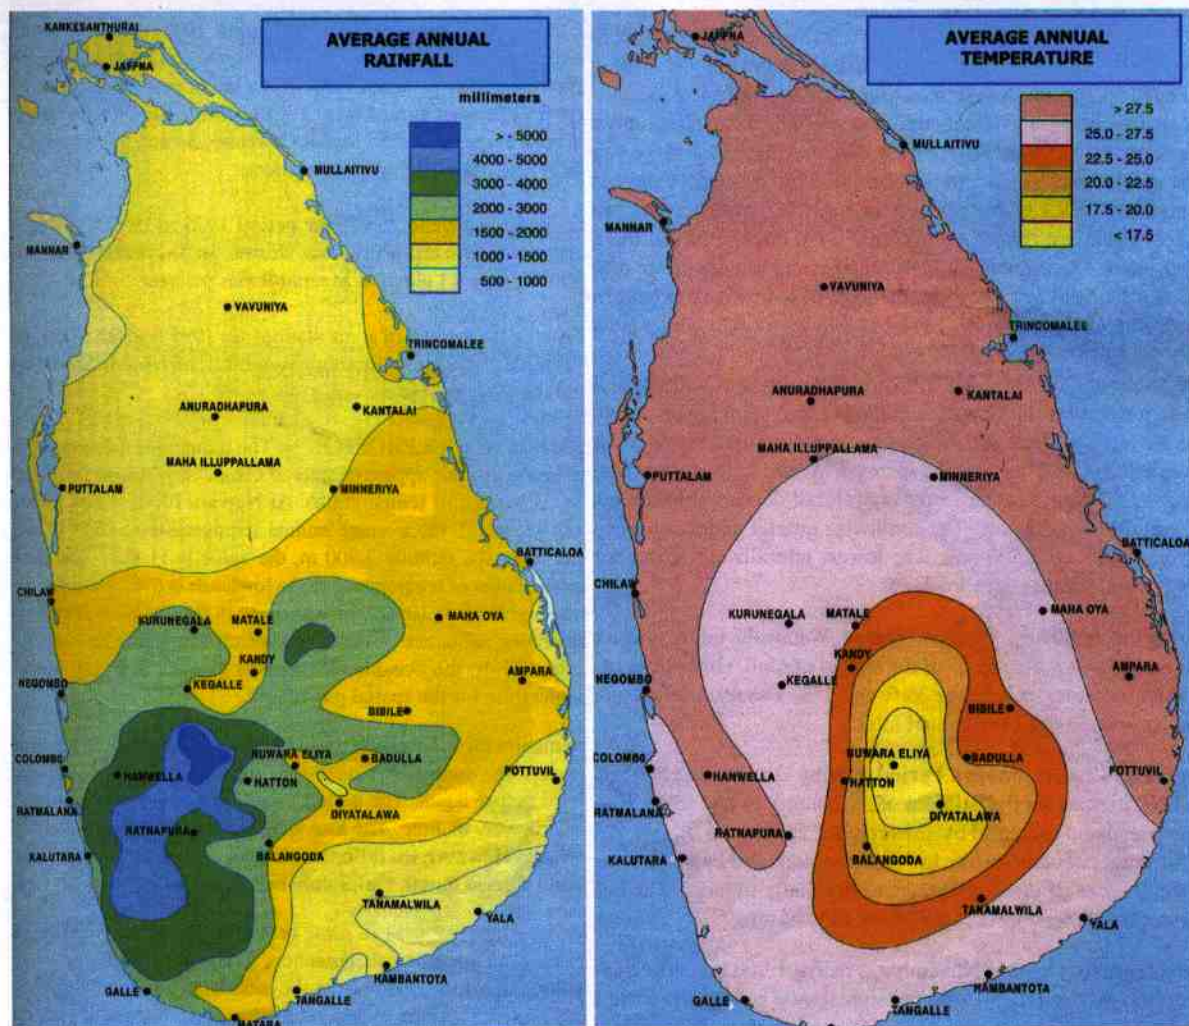 KANKESANTHURAI
JAFFNA
AVERAGE ANNUAL
RAINFALL
millimeters
> - 5000
4000 - 5000
3000 - 4000
2000 - 3000
1500 - 2000
1000 - 1500
500 - 1000
MULLAITIVU
MANNAR
VAVUNIYA
TRINCOMALEE
ANURADHAPURA
KANTALAI
MAHA ILLUPPALLAMA
PUTTALAM
MINNERIYA
BATTICALOA
CHILAW
KURUNEGALA
MATALE
MAHA OYA
KANDY
NEGOMBO
KEGALLE
AMPARA
BIBILE
COLOMBO
HANWELLA
NUWARA ELIYA
HATTON
BADULLA
POTTUVIL
RATMALANA
DIYATALAWA
RATNAPURA
KALUTARA
BALANGODA
TANAMALWILA
YALA
HAMBANTOTA
GALLE
TANGALLE
MATARA
JAFFNA
AVERAGE ANNUAL
TEMPERATURE
> 27.5
25.0 - 27.5
22.5 - 25.0
20.0 - 22.5
17.5 - 20.0
< 17.5
MULLAITIVU
MANNAR
VAVUNIYA
TRINCOMALEE
ANURADHAPURA
KANTALAI
MAHA ILLUPPALLAMA
PUTTALAM
MINNERIYA
BATTICALOA
CHILAW
KURUNEGALA
MATALE
MAHA OYA
KANDY
NEGOMBO
KEGALLE
AMPARA
BIBILE
COLOMBO
HANWELLA
NUWARA ELIYA
HATTON
BADULLA
POTTUVIL
RATMALANA
DIYATALAWA
RATNAPURA
KALUTARA
BALANGODA
TANAMALWILA
YALA
HAMBANTOTA
GALLE
TANGALLE